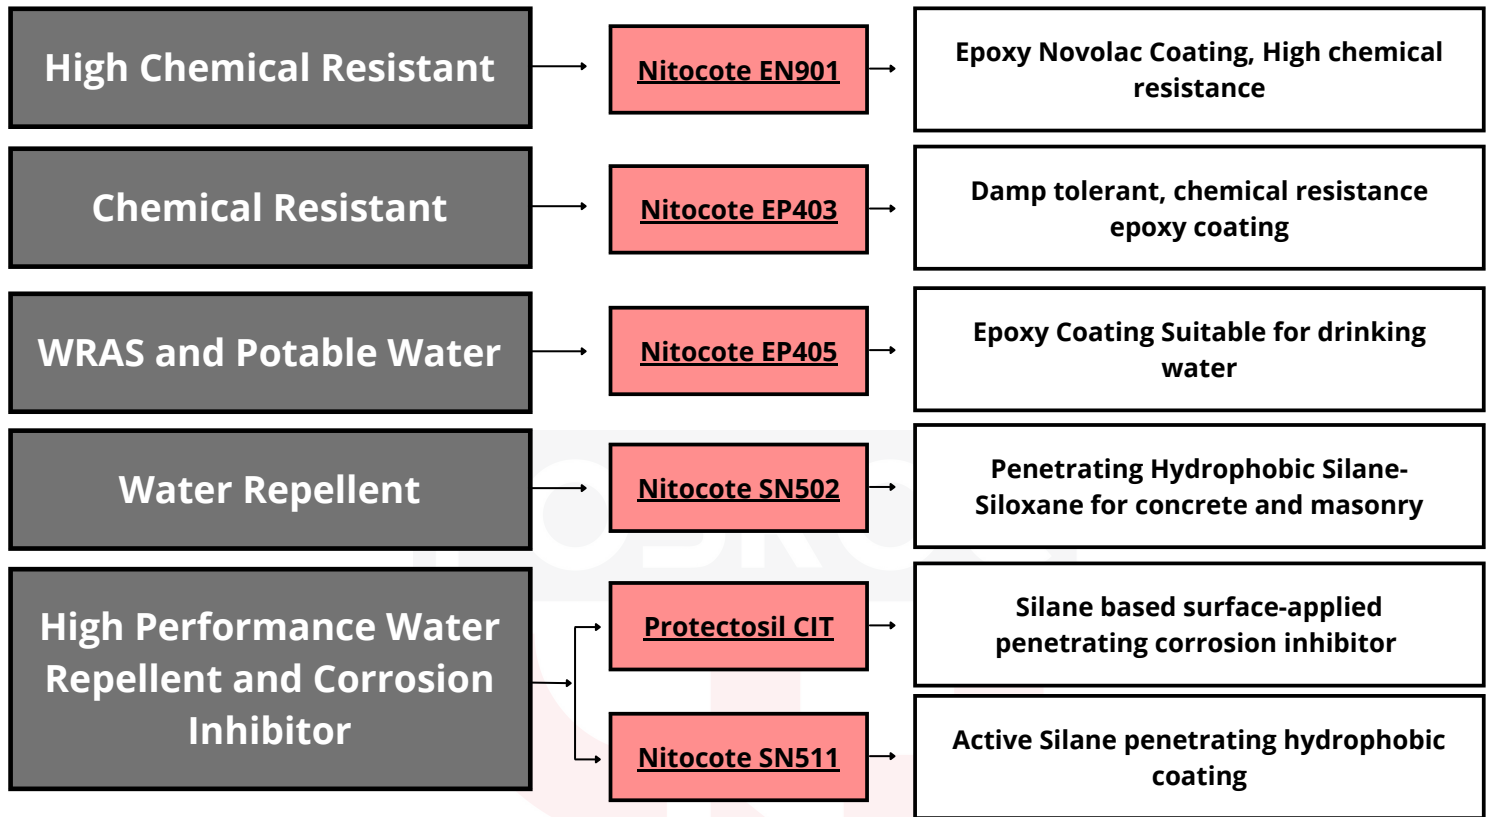 High Chemical Resistant
Nitocote EN901
Epoxy Novolac Coating, High chemical
resistance
Chemical Resistant
Nitocote EP403
Damp tolerant, chemical resistance
epoxy coating
WRAS and Potable Water
Nitocote EP405
Epoxy Coating Suitable for drinking
water
Water Repellent
Nitocote SN502
Penetrating Hydrophobic Silane-
Siloxane for concrete and masonry
High Performance Water
Repellent and Corrosion
Inhibitor
Protectosil CIT
Silane based surface-applied
penetrating corrosion inhibitor
Nitocote SN511
Active Silane penetrating hydrophobic
coating